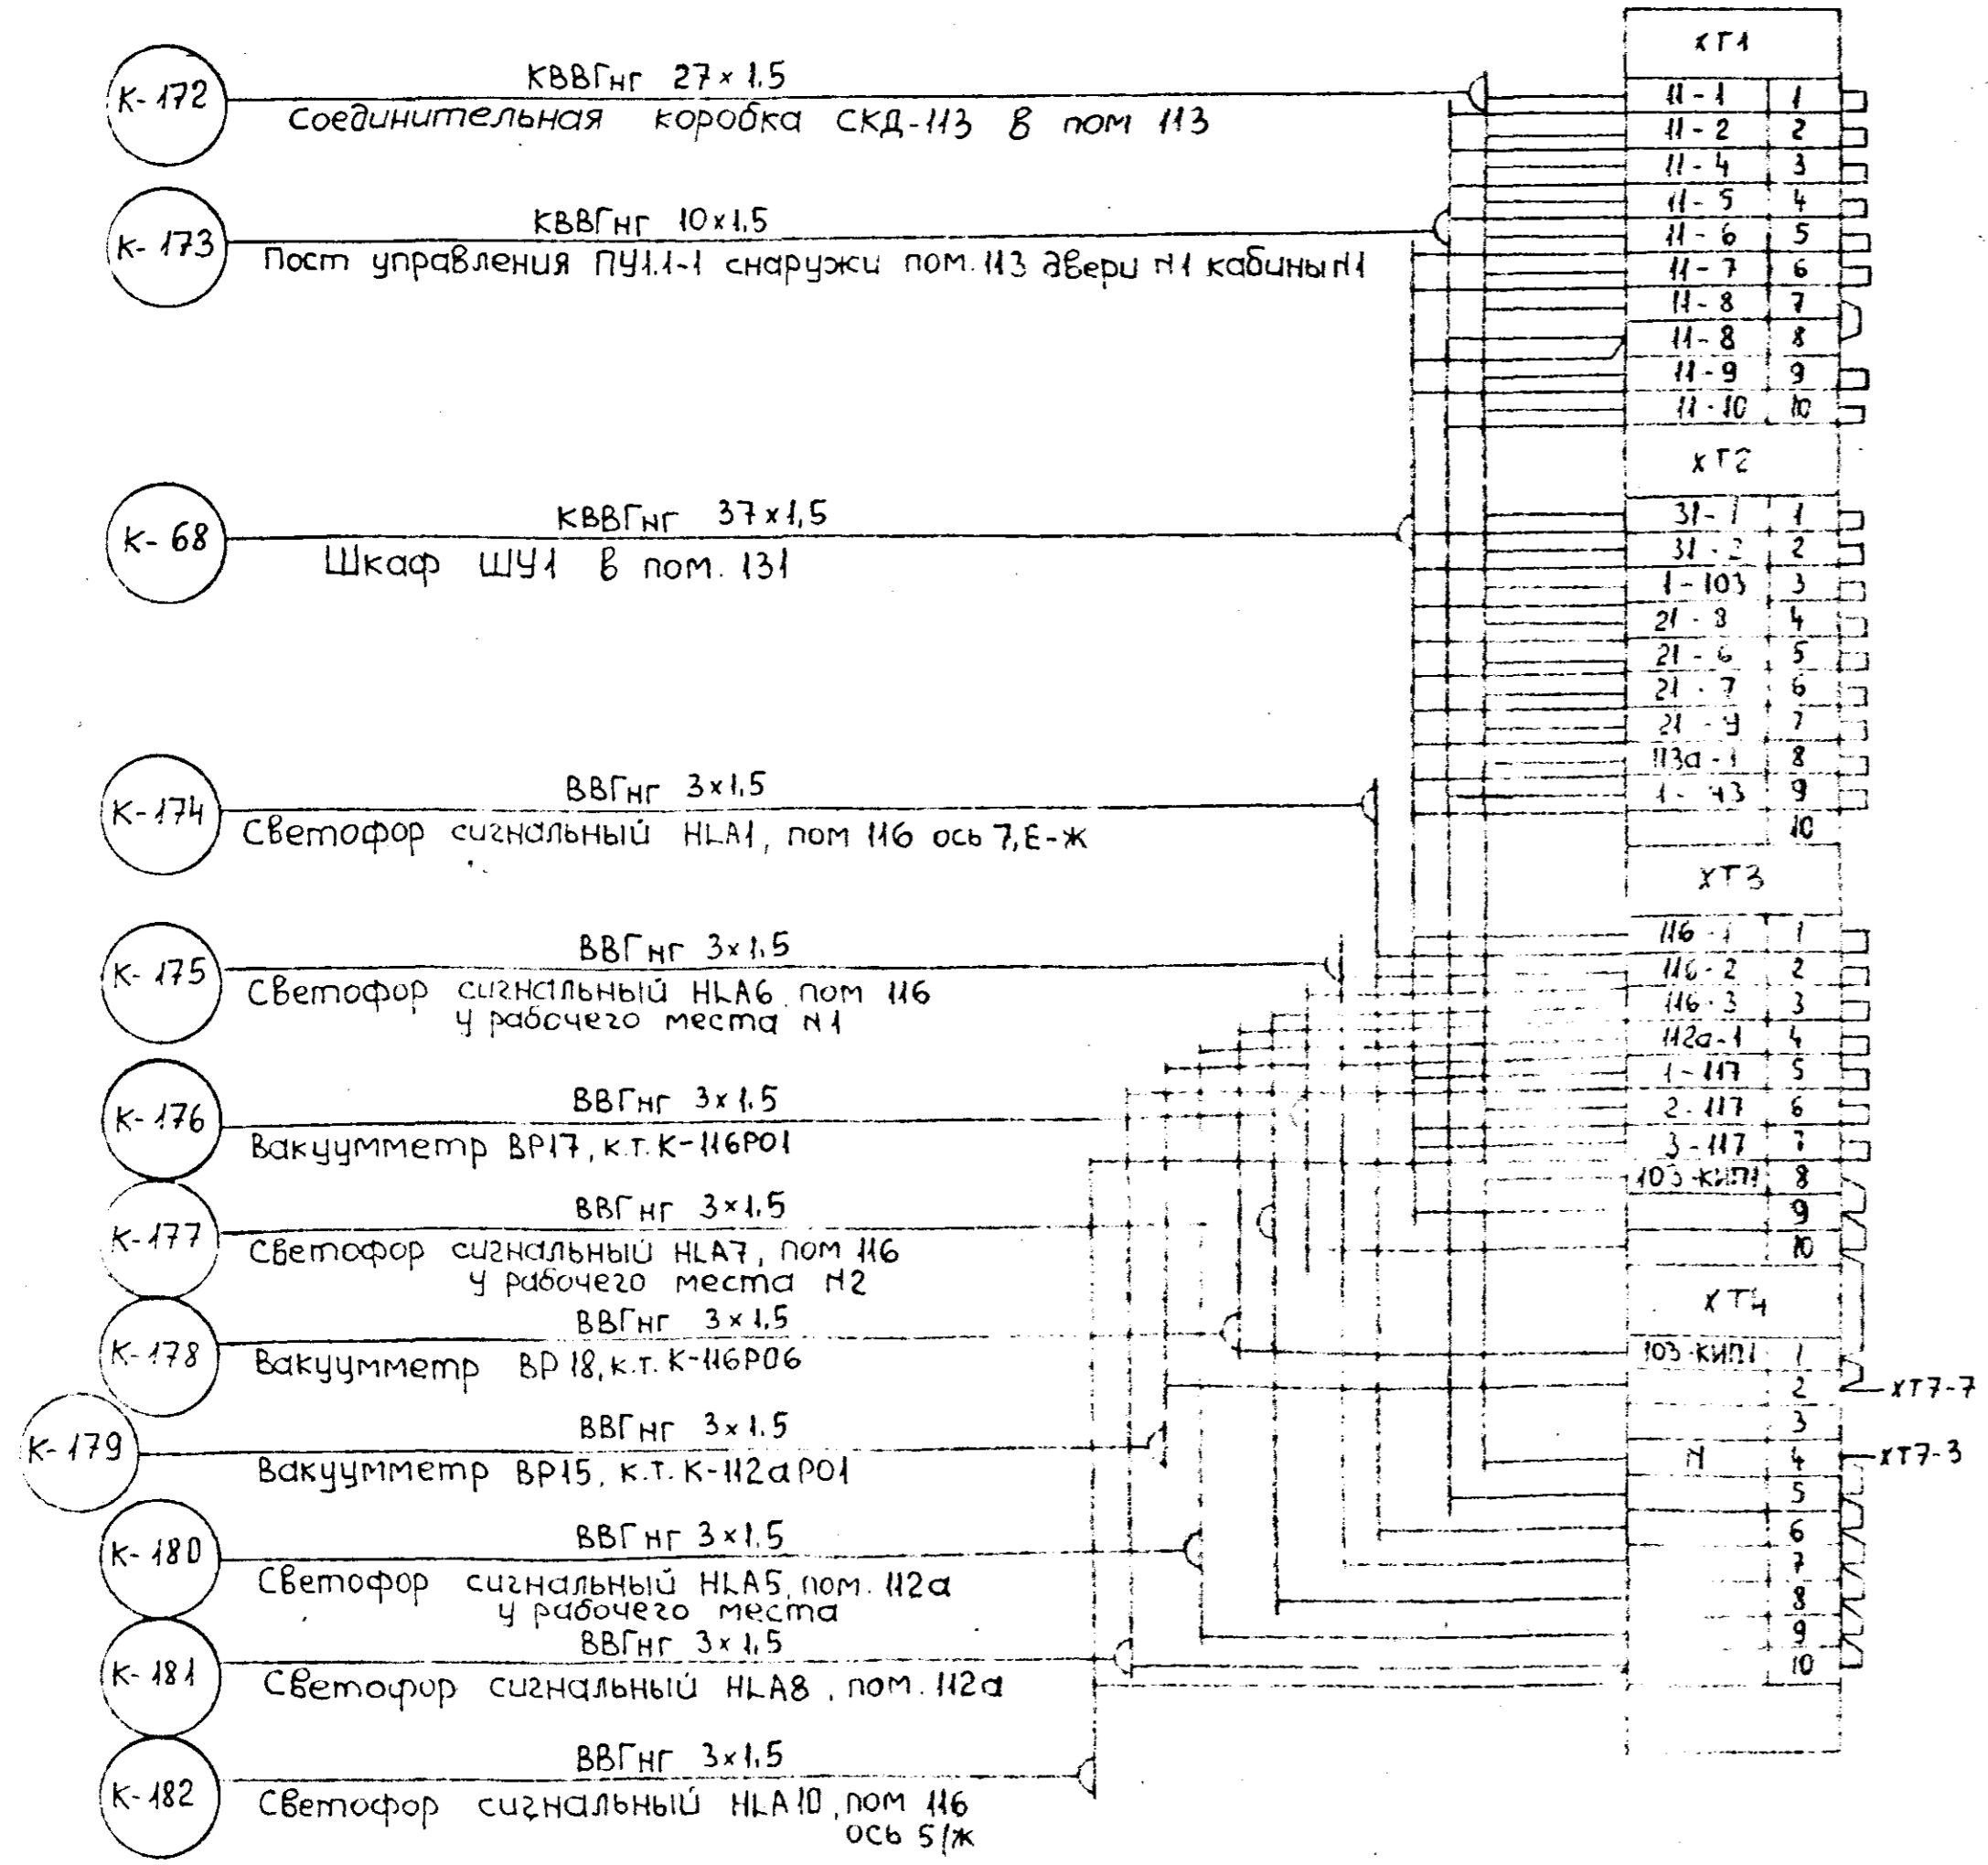 К-172
КВВГнг 27×1.5
Соединительная коробка СКД-113 в пом 113
К-173
КВВГнг 10×1,5
Пост управления ПУ1.1-1 снаружи пом. 113 двери N1 кабины N1
К-68
КВВГнг 37×1,5
Шкаф ШУ1 в пом. 131
К-174
ВВГнг 3×1.5
Светофор сигнальный HLA1, пом 116 ось 7,Е-Ж
К-175
ВВГнг 3×1.5
Светофор сигнальный HLA6 пом 116
у рабочего места N1
К-176
ВВГнг 3×1.5
Вакуумметр ВР17, к.т. К-116Р01
К-177
ВВГнг 3×1.5
Светофор сигнальный HLA7, пом 116
у рабочего места N2
К-178
ВВГнг 3×1,5
Вакуумметр ВР18, к.т. К-116Р06
К-179
ВВГнг 3×1.5
Вакуумметр ВР15, к.т. К-112аР01
К-180
ВВГнг 3×1.5
Светофор сигнальный HLA5, пом. 112а
у рабочего места
К-181
ВВГнг 3×1,5
Светофор сигнальный HLA8, пом. 112а
К-182
ВВГнг 3×1.5
Светофор сигнальный HLA10, пом 116
ось 5/Ж
XT1
11-1 1
11-2 2
11-4 3
11-5 4
11-6 5
11-7 6
11-8 7
11-8 8
11-9 9
11-10 10
XT2
31-1 1
31-2 2
1-103 3
21-3 4
21-6 5
21-7 6
7
113а-1 8
9
10
XT3
116-1 1
116-2 2
116-3 3
112а-1 4
1-117 5
2-117 6
3-117 7
103-КИП1 8
9
10
XT4
103-КИП1 1
2 XT7-7
3
N 4 XT7-3
5
6
7
8
9
10